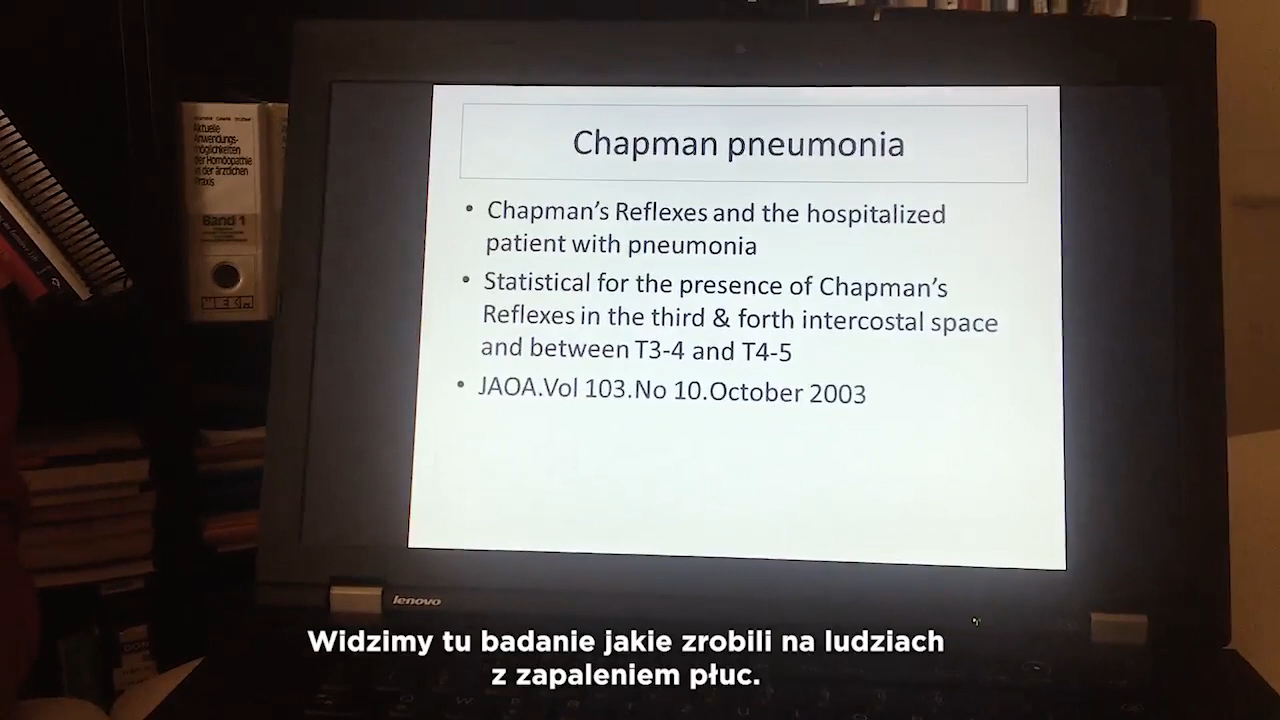 Aktuelle
Anwendungs-
möglichkeiten
der Homöopathie
in der ärztlichen
Praxis
Band 1
Chapman pneumonia
• Chapman's Reflexes and the hospitalized
patient with pneumonia
• Statistical for the presence of Chapman's
Reflexes in the third & forth intercostal space
and between T3-4 and T4-5
• JAOA.Vol 103.No 10.October 2003
lenovo
Widzimy tu badanie jakie zrobili na ludziach
z zapaleniem płuc.